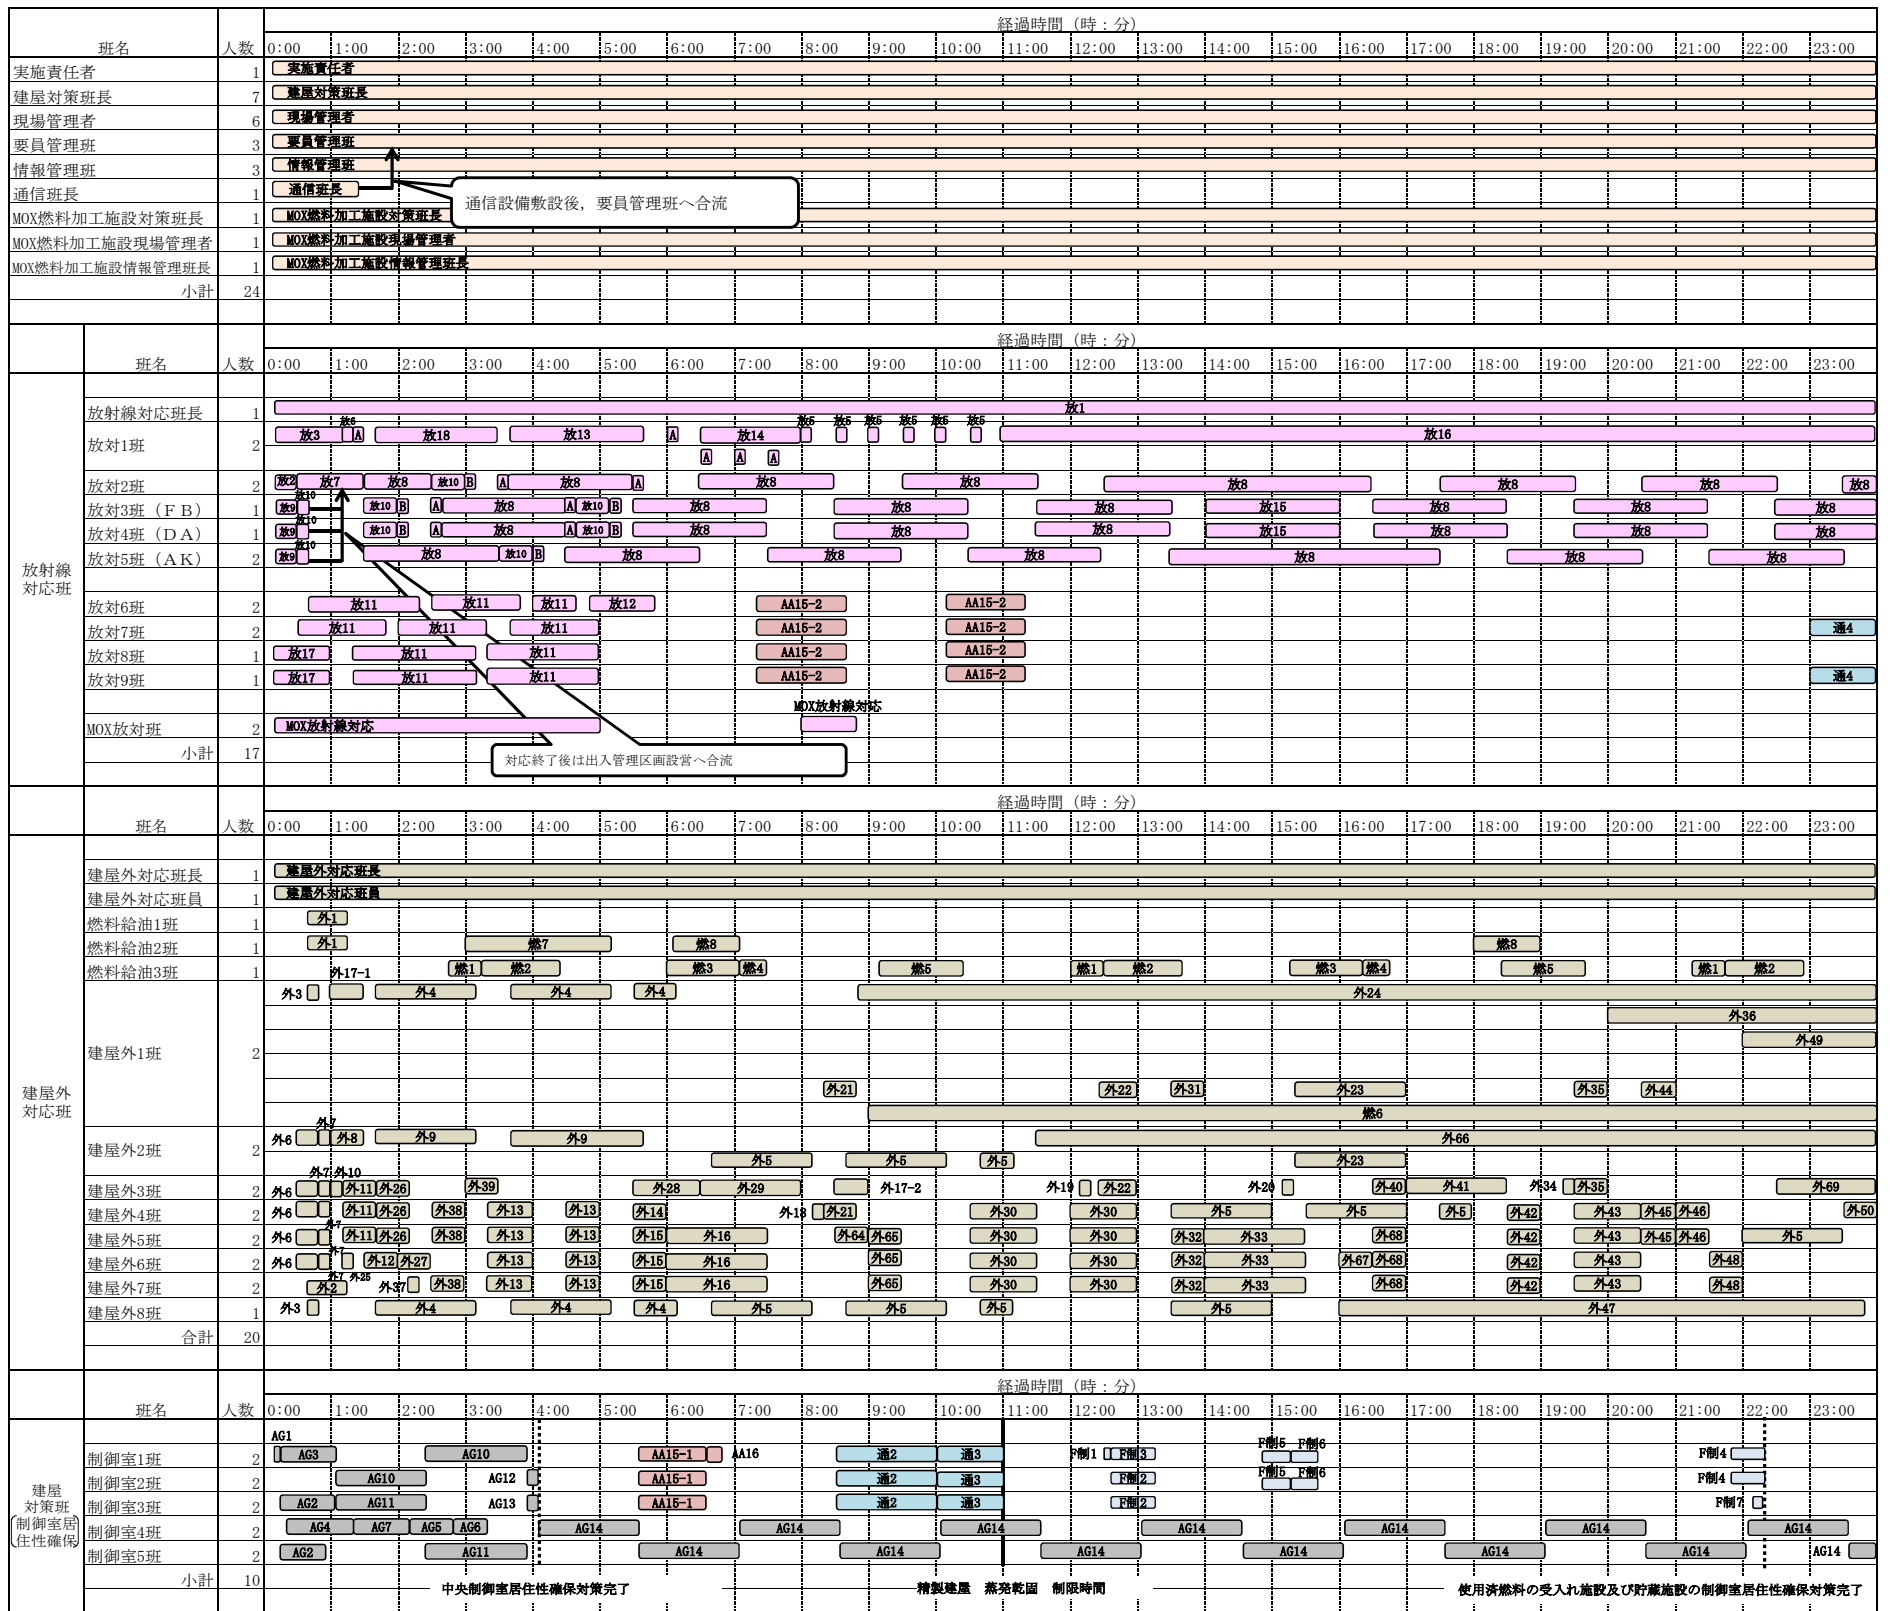 経過時間（時：分）
班名 人数 0:00 1:00 2:00 3:00 4:00 5:00 6:00 7:00 8:00 9:00 10:00 11:00 12:00 13:00 14:00 15:00 16:00 17:00 18:00 19:00 20:00 21:00 22:00 23:00
実施責任者 1 実施責任者
建屋対策班長 7 建屋対策班長
現場管理者 6 現場管理者
要員管理班 3 要員管理班
情報管理班 3 情報管理班
通信班長 1 通信班長
通信設備敷設後，要員管理班へ合流
MOX燃料加工施設対策班長 1 MOX燃料加工施設対策班長
MOX燃料加工施設現場管理者 1 MOX燃料加工施設現場管理者
MOX燃料加工施設情報管理班長 1 MOX燃料加工施設情報管理班長
小計 24
経過時間（時：分）
班名 人数 0:00 1:00 2:00 3:00 4:00 5:00 6:00 7:00 8:00 9:00 10:00 11:00 12:00 13:00 14:00 15:00 16:00 17:00 18:00 19:00 20:00 21:00 22:00 23:00
放射線
対応班
放射線対応班長 1 放1
放6 放5 放5 放5 放5 放5 放5
放対1班 2 放3 A 放18 放13 A 放14 放16
A A A
放対2班 2 放2 放7 放8 放10 B A 放8 A 放8 放8 放8 放8 放8 放8
放10
放対3班（ＦＢ） 1 放9 放10 B A 放8 A 放10 B 放8 放8 放8 放15 放8 放8 放8
放10
放対4班（ＤＡ） 1 放9 放10 B A 放8 A 放10 B 放8 放8 放8 放15 放8 放8 放8
放10
放対5班（ＡＫ） 2 放9 放8 放10 B 放8 放8 放8 放8 放8 放8
放対6班 2 放11 放11 放11 放12 AA15-2 AA15-2
放対7班 2 放11 放11 放11 AA15-2 AA15-2 通4
放対8班 1 放17 放11 放11 AA15-2 AA15-2
放対9班 1 放17 放11 放11 AA15-2 AA15-2 通4
MOX放射線対応
MOX放対班 2 MOX放射線対応
小計 17
対応終了後は出入管理区画設営へ合流
経過時間（時：分）
班名 人数 0:00 1:00 2:00 3:00 4:00 5:00 6:00 7:00 8:00 9:00 10:00 11:00 12:00 13:00 14:00 15:00 16:00 17:00 18:00 19:00 20:00 21:00 22:00 23:00
建屋外
対応班
建屋外対応班長 1 建屋外対応班長
建屋外対応班員 1 建屋外対応班員
燃料給油1班 1 外1
燃料給油2班 1 外1 燃7 燃8 燃8
燃料給油3班 1 外17-1 燃1 燃2 燃3 燃4 燃5 燃1 燃2 燃3 燃4 燃5 燃1 燃2
外3 外4 外4 外4 外24
外36
建屋外1班 2 外49
外21 外22 外31 外23 外35 外44
燃6
外7
外6 外8 外9 外9 外66
建屋外2班 2
外5 外5 外5 外23
外7 外10
建屋外3班 2 外6 外11 外26 外39 外28 外29 外17-2 外19 外22 外20 外40 外41 外34 外35 外69
建屋外4班 2 外6 外11 外26 外38 外13 外13 外14 外18 外21 外30 外30 外5 外5 外5 外42 外43 外45 外46 外50
外7
建屋外5班 2 外6 外11 外26 外38 外13 外13 外15 外16 外64 外65 外30 外30 外32 外33 外68 外42 外43 外45 外46 外5
外7
建屋外6班 2 外6 外12 外27 外13 外13 外15 外16 外65 外30 外30 外32 外33 外67 外68 外42 外43 外48
外7 外25
建屋外7班 2 外2 外37 外38 外13 外13 外15 外16 外65 外30 外30 外32 外33 外68 外42 外43 外48
建屋外8班 1 外3 外4 外4 外4 外5 外5 外5 外5 外47
合計 20
経過時間（時：分）
班名 人数 0:00 1:00 2:00 3:00 4:00 5:00 6:00 7:00 8:00 9:00 10:00 11:00 12:00 13:00 14:00 15:00 16:00 17:00 18:00 19:00 20:00 21:00 22:00 23:00
建屋
対策班
(制御室居
住性確保)
AG1
F制5 F制6
制御室1班 2 AG3 AG10 AA15-1 AA16 通2 通3 F制1 F制3 F制4
F制5 F制6
制御室2班 2 AG10 AG12 AA15-1 通2 通3 F制2 F制4
制御室3班 2 AG2 AG11 AG13 AA15-1 通2 通3 F制2 F制7
制御室4班 2 AG4 AG7 AG5 AG6 AG14 AG14 AG14 AG14 AG14 AG14 AG14
制御室5班 2 AG2 AG11 AG14 AG14 AG14 AG14 AG14 AG14 AG14
小計 10
中央制御室居住性確保対策完了 精製建屋 蒸発乾固 制限時間 使用済燃料の受入れ施設及び貯蔵施設の制御室居住性確保対策完了